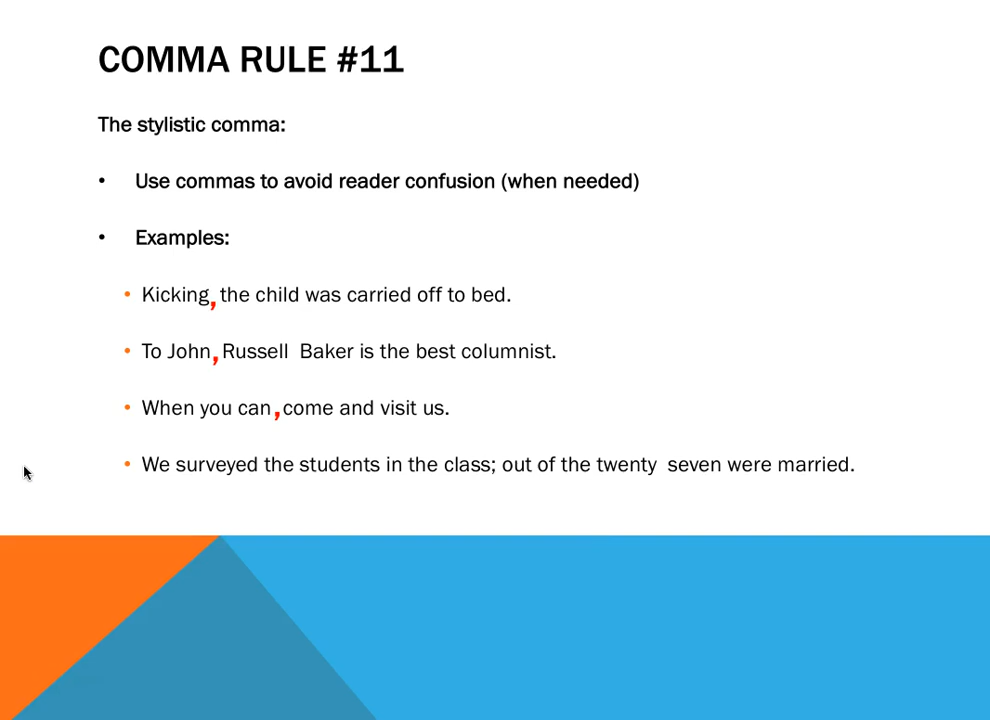 COMMA RULE #11
The stylistic comma:
• Use commas to avoid reader confusion (when needed)
• Examples:
• Kicking, the child was carried off to bed.
• To John, Russell Baker is the best columnist.
• When you can, come and visit us.
• We surveyed the students in the class; out of the twenty seven were married.